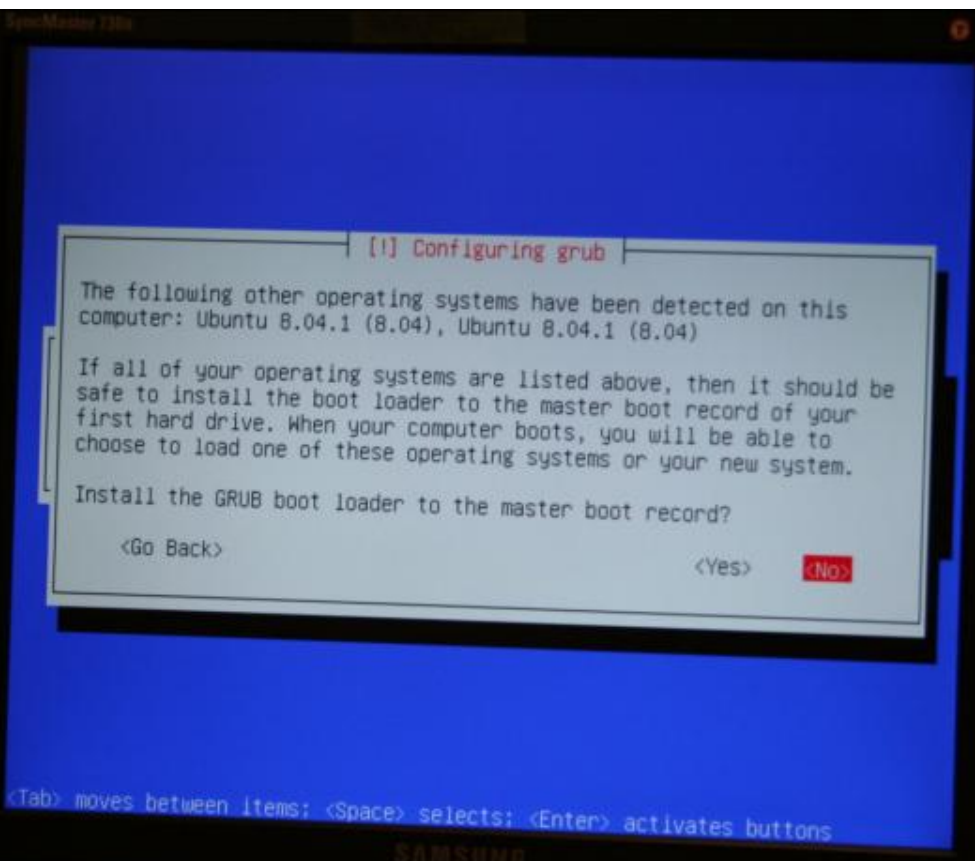 SyncMaster 730s
[!] Configuring grub
The following other operating systems have been detected on this
computer: Ubuntu 8.04.1 (8.04), Ubuntu 8.04.1 (8.04)
If all of your operating systems are listed above, then it should be
safe to install the boot loader to the master boot record of your
first hard drive. When your computer boots, you will be able to
choose to load one of these operating systems or your new system.
Install the GRUB boot loader to the master boot record?
<Go Back> <Yes> <No>
<Tab> moves between items; <Space> selects; <Enter> activates buttons
SAMSUNG